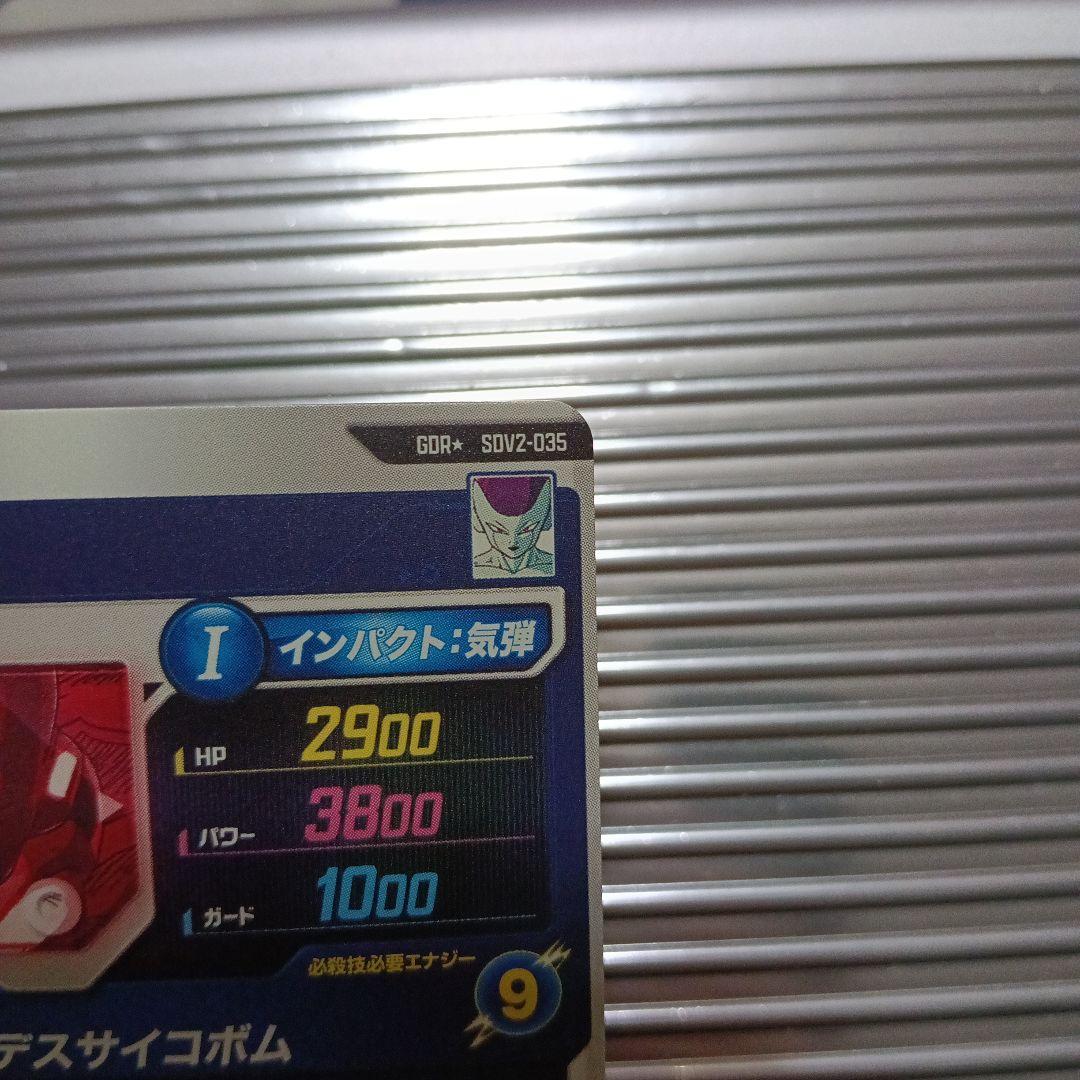 GDR★ SDV2-035
I インパクト:気弾
HP 2900
パワー 3800
ガード 1000
必殺技必要エナジー 9
デスサイコボム